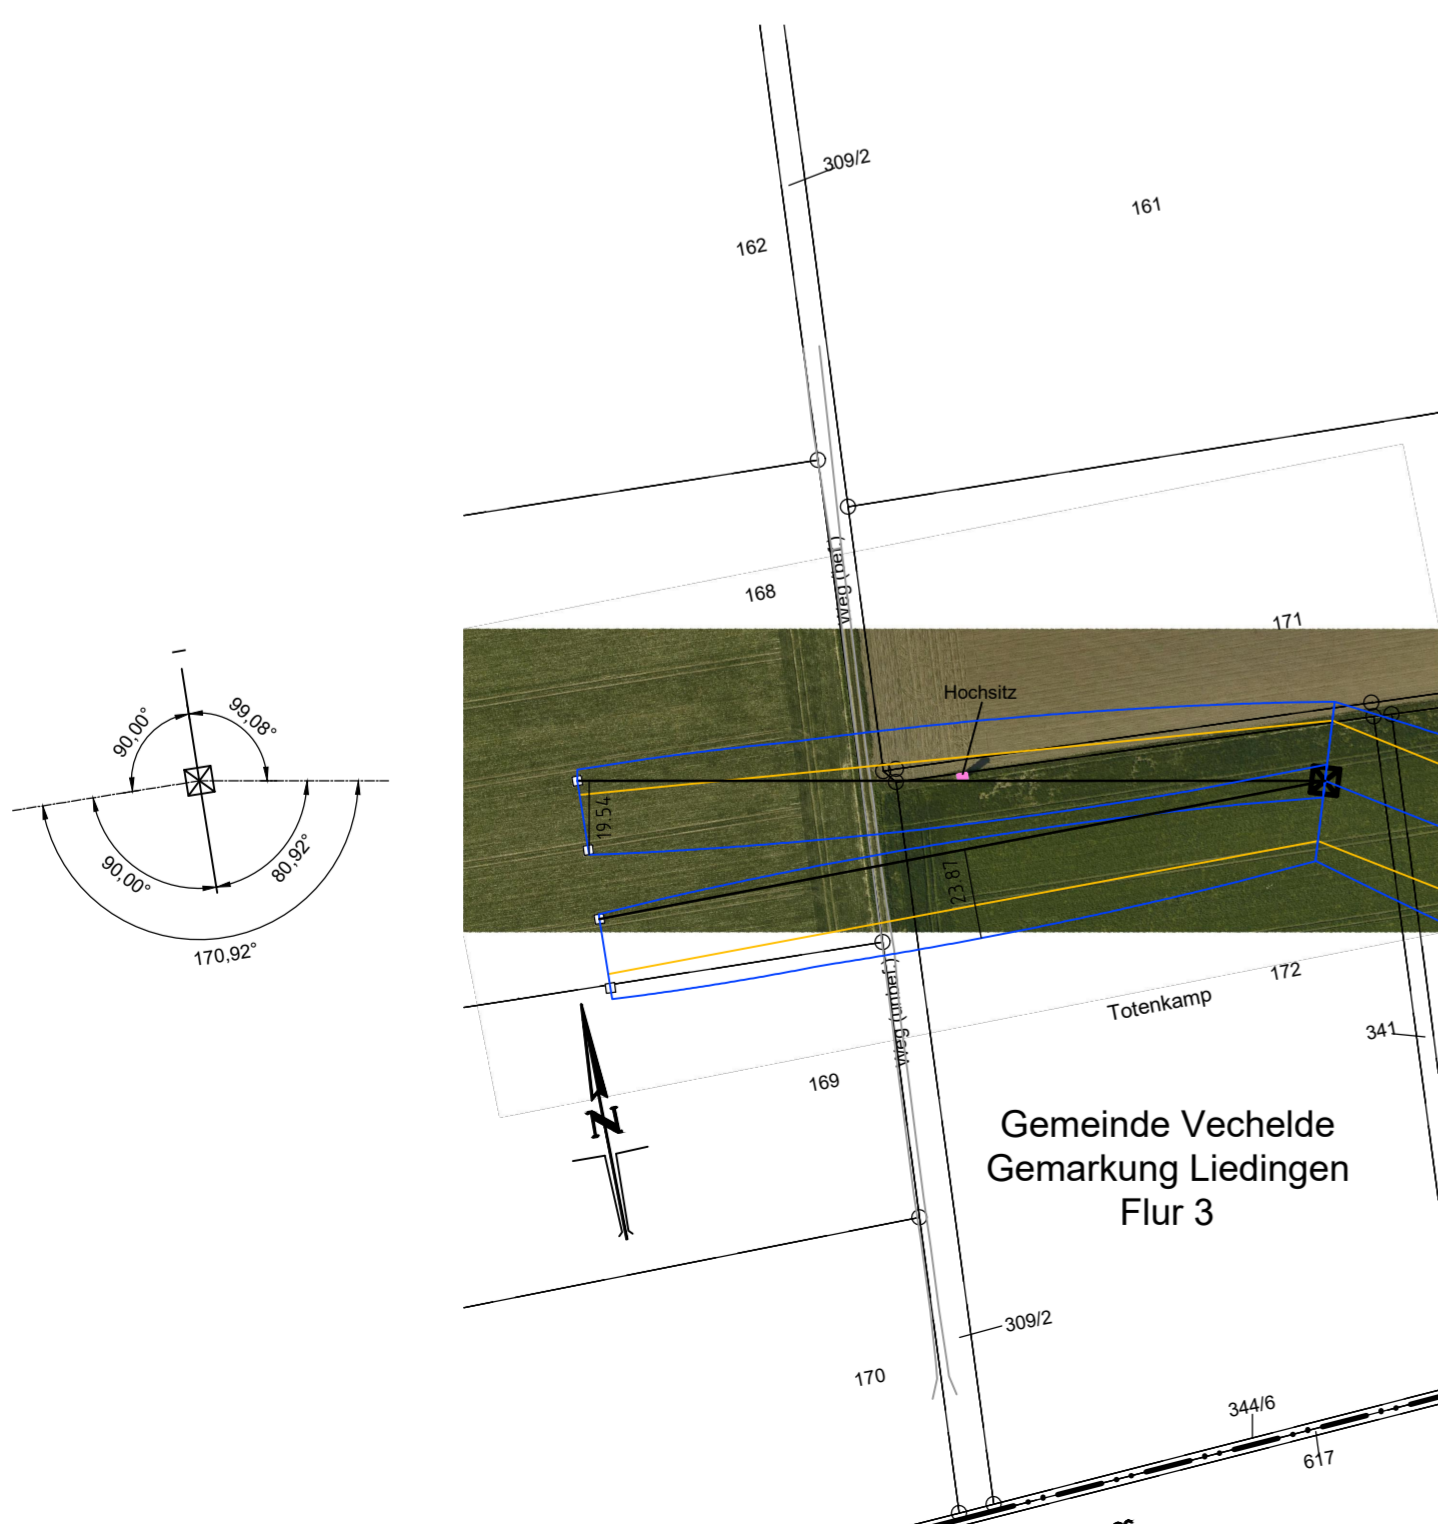 309/2
161
162
Weg (bef.)
168
171
Hochsitz
90,00°
99,08°
19.54
90,00°
80,92°
170,92°
23.87
172
Totenkamp
Weg (unbef.)
341
169
N
Gemeinde Vechelde
Gemarkung Liedingen
Flur 3
309/2
170
344/6
617